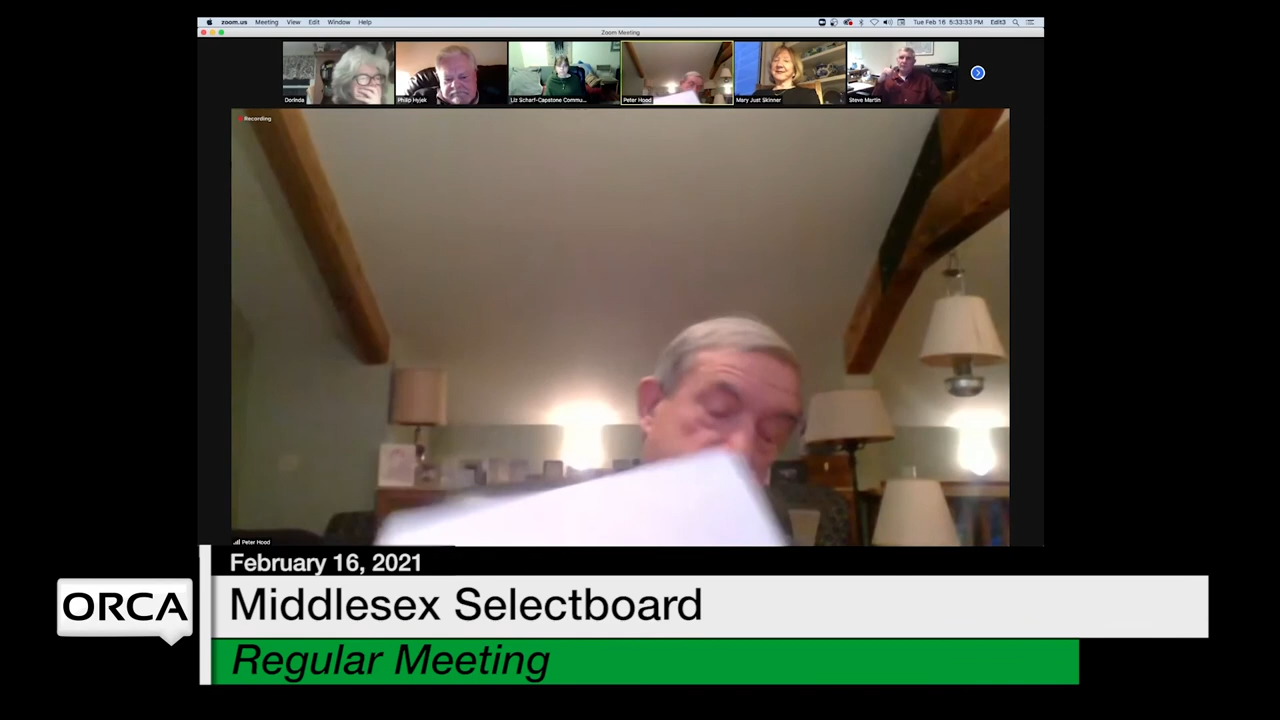 zoom.us Meeting View Edit Window Help Tue Feb 16 5:33:33 PM Edit3
Zoom Meeting
Dorinda
Philip Hyjek
Liz Scharf-Capstone Commu...
Peter Hood
Mary Just Skinner
Steve Martin
Recording
Peter Hood
February 16, 2021
ORCA
Middlesex Selectboard
Regular Meeting